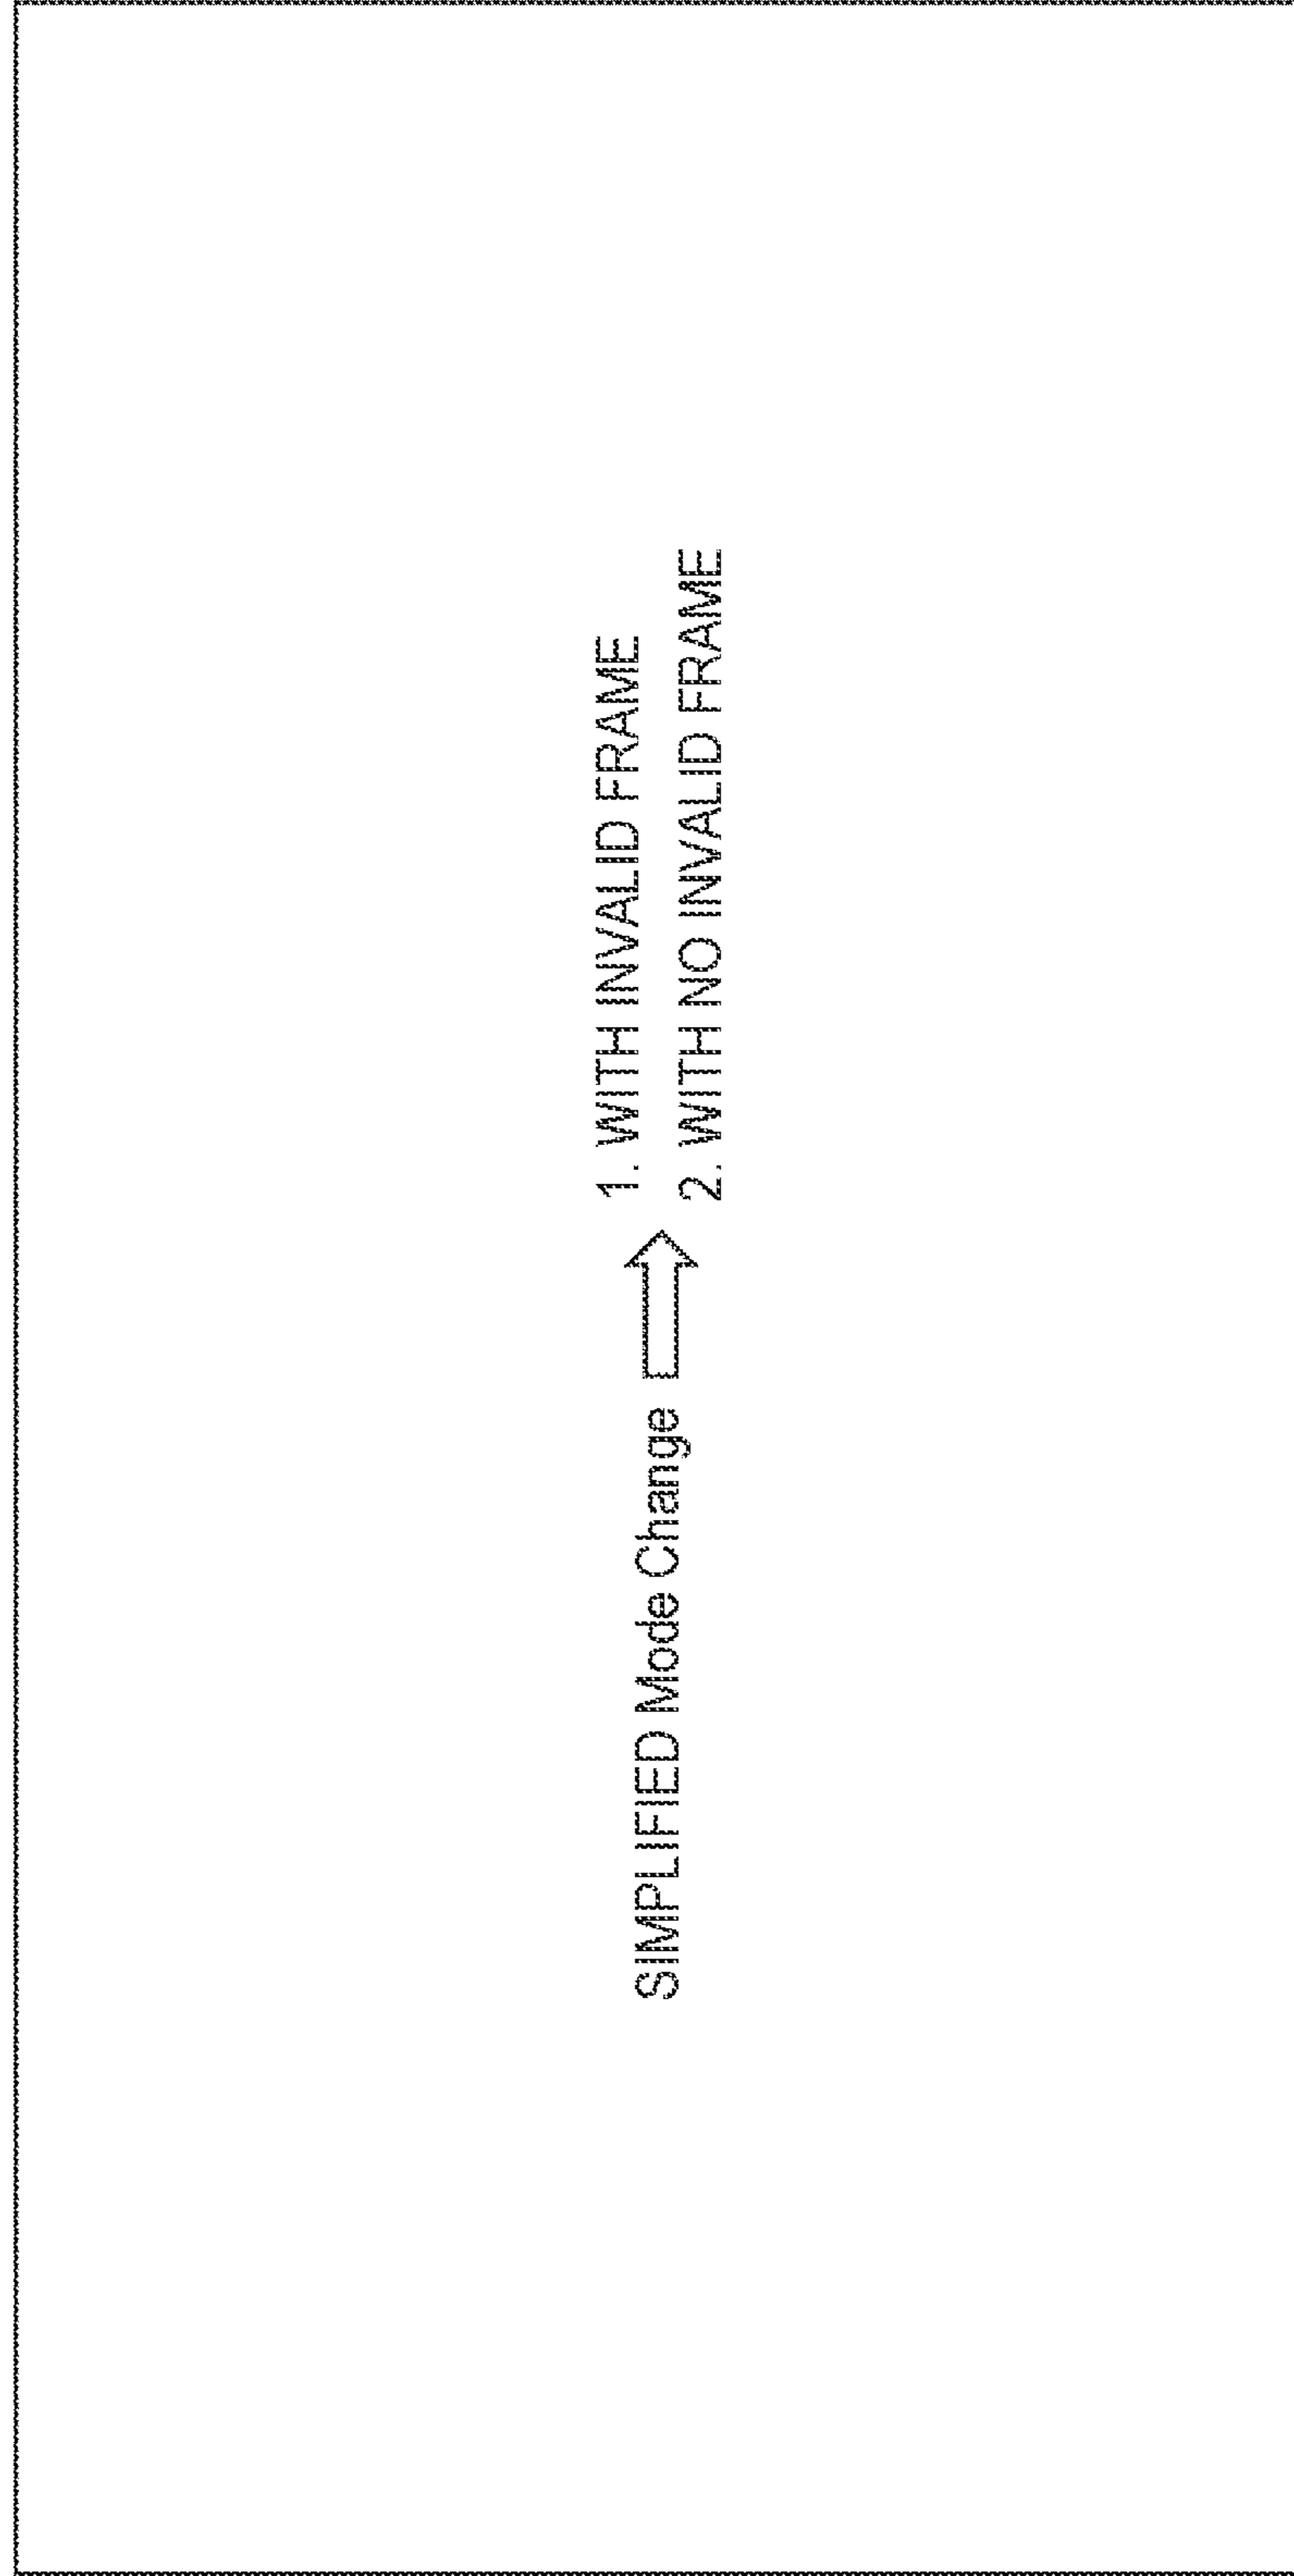 SIMPLIFIED Mode Change
1. WITH INVALID FRAME
2. WITH NO INVALID FRAME